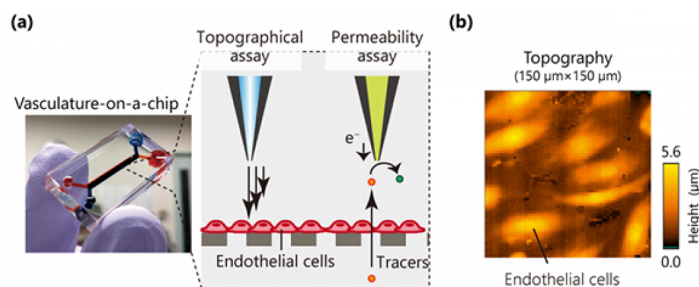 (a)
Topographical
assay
Permeability
assay
Vasculature-on-a-chip
e⁻
Endothelial cells
Tracers
(b)
Topography
(150 μm×150 μm)
5.6
Height (μm)
0.0
Endothelial cells